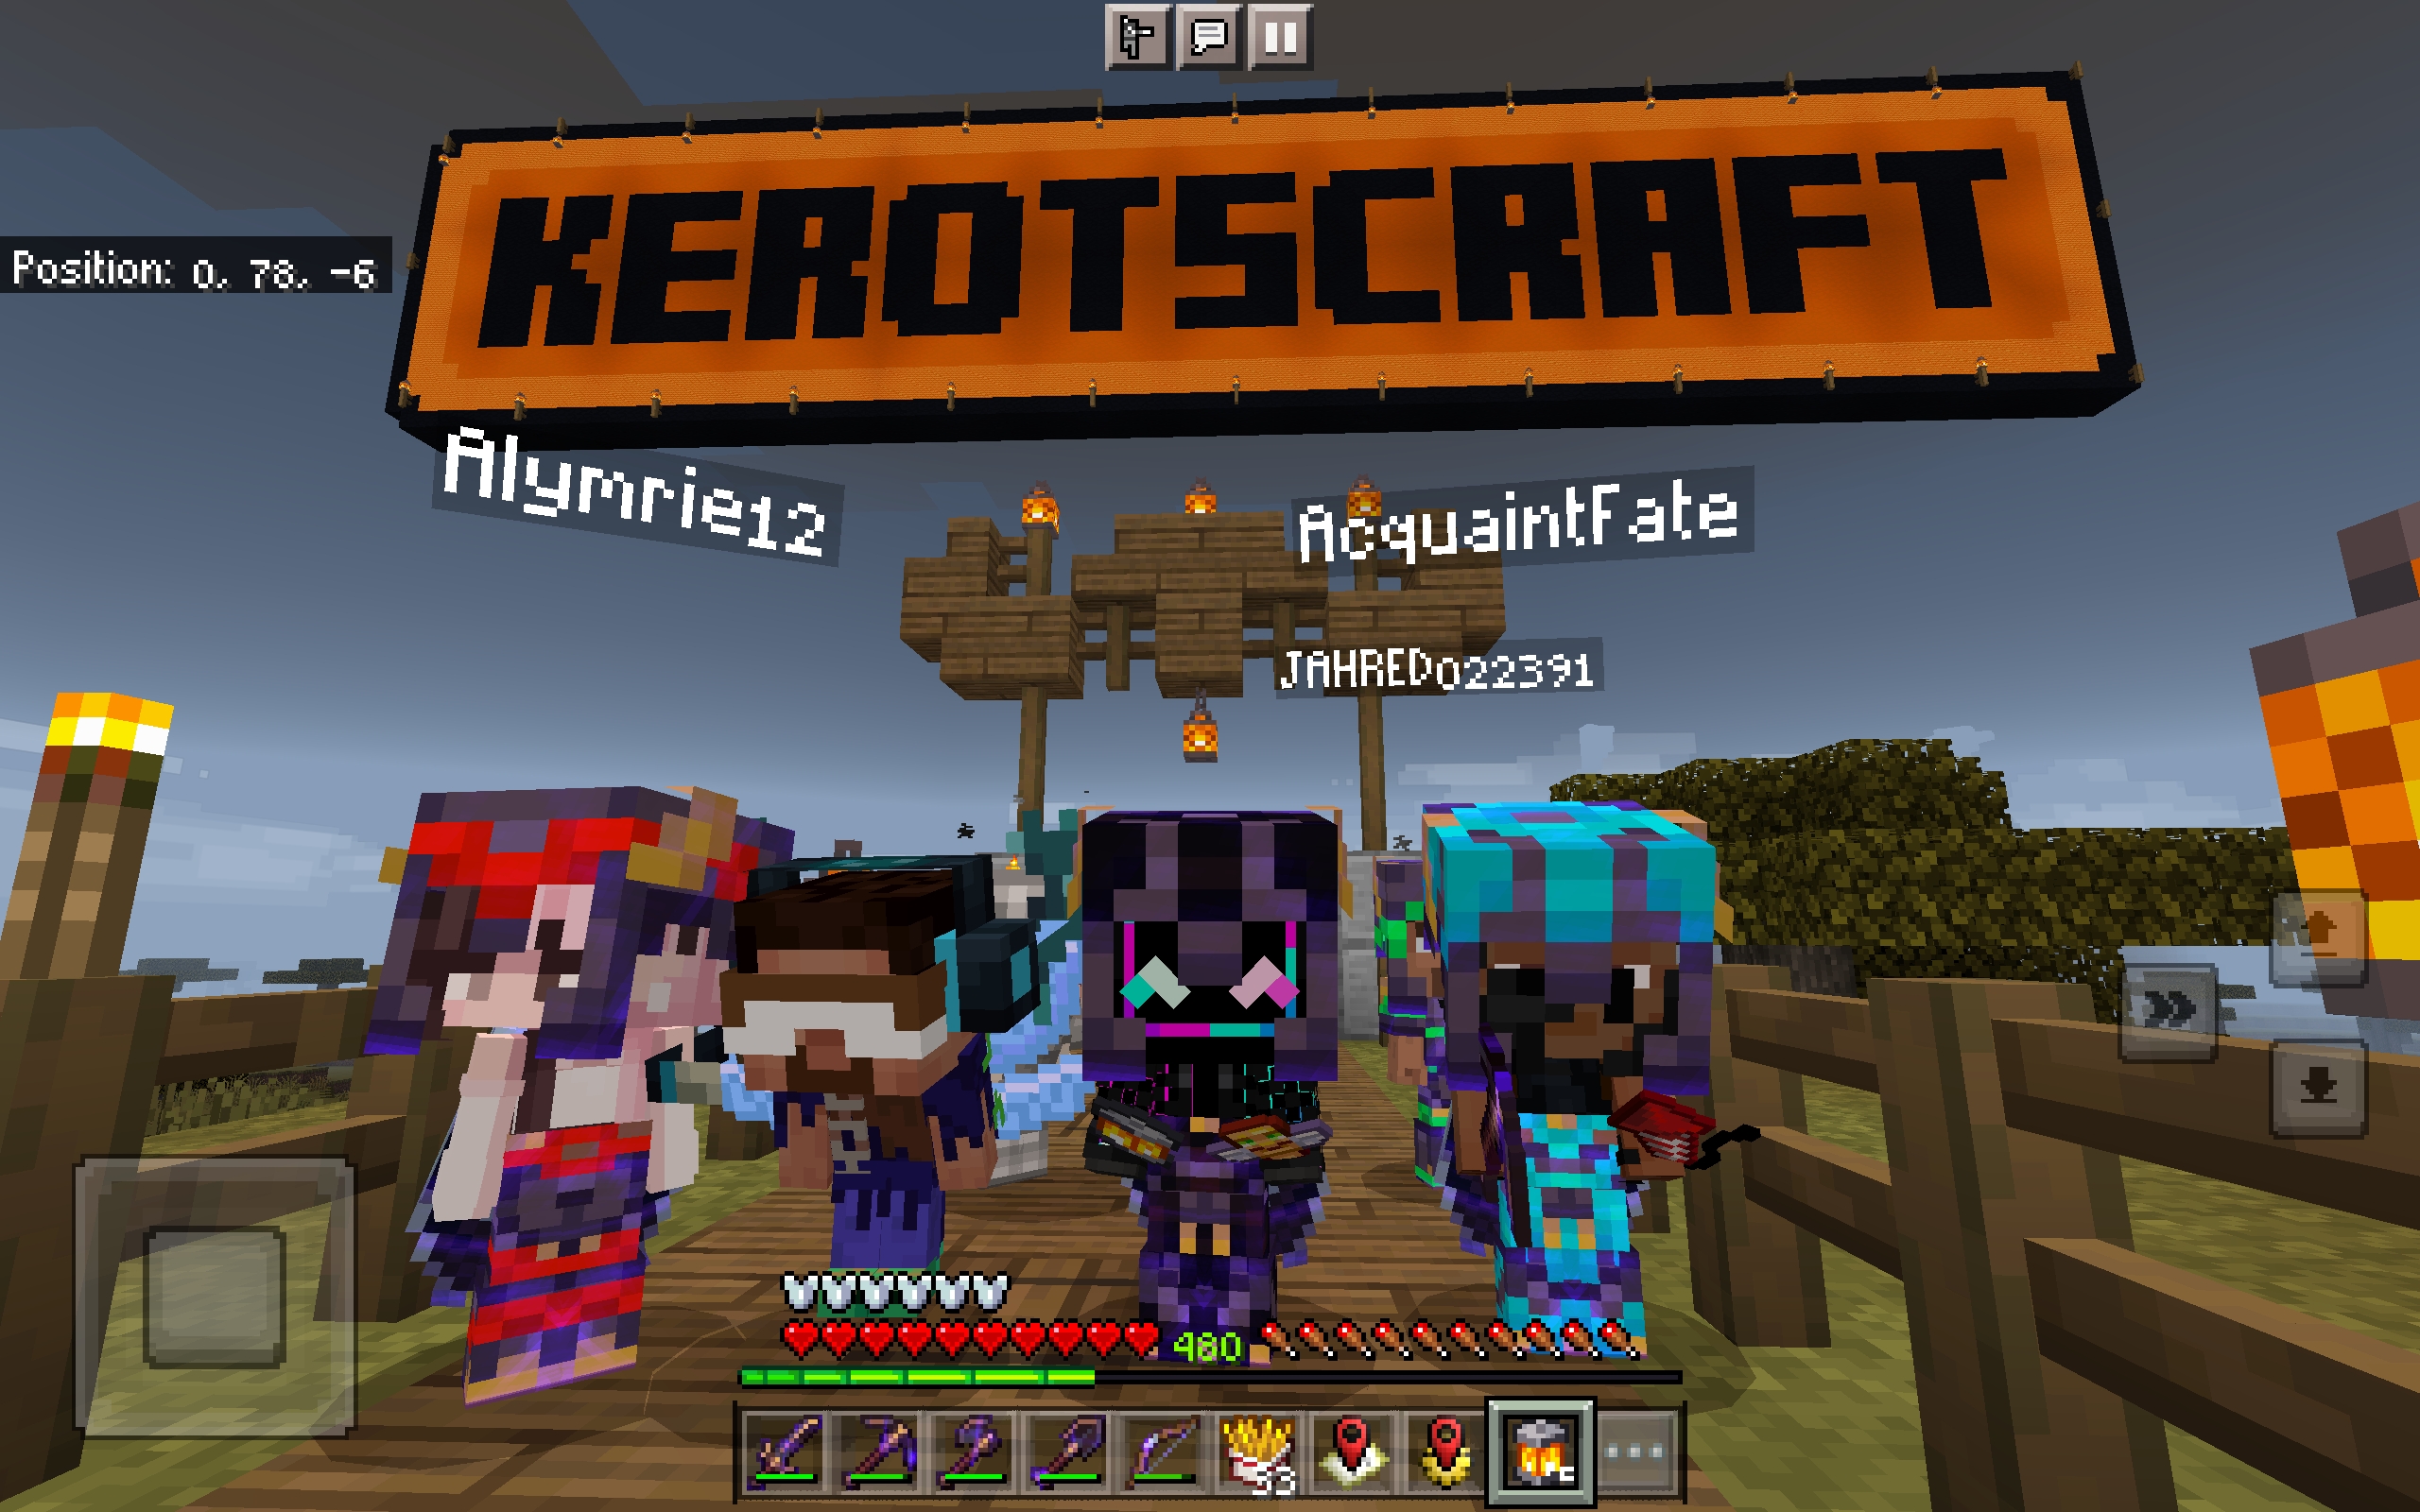 KEROTSCRAFT
Position: 0, 78, -6
Alymrie12
AcquaintFate
JAHRED022391
480